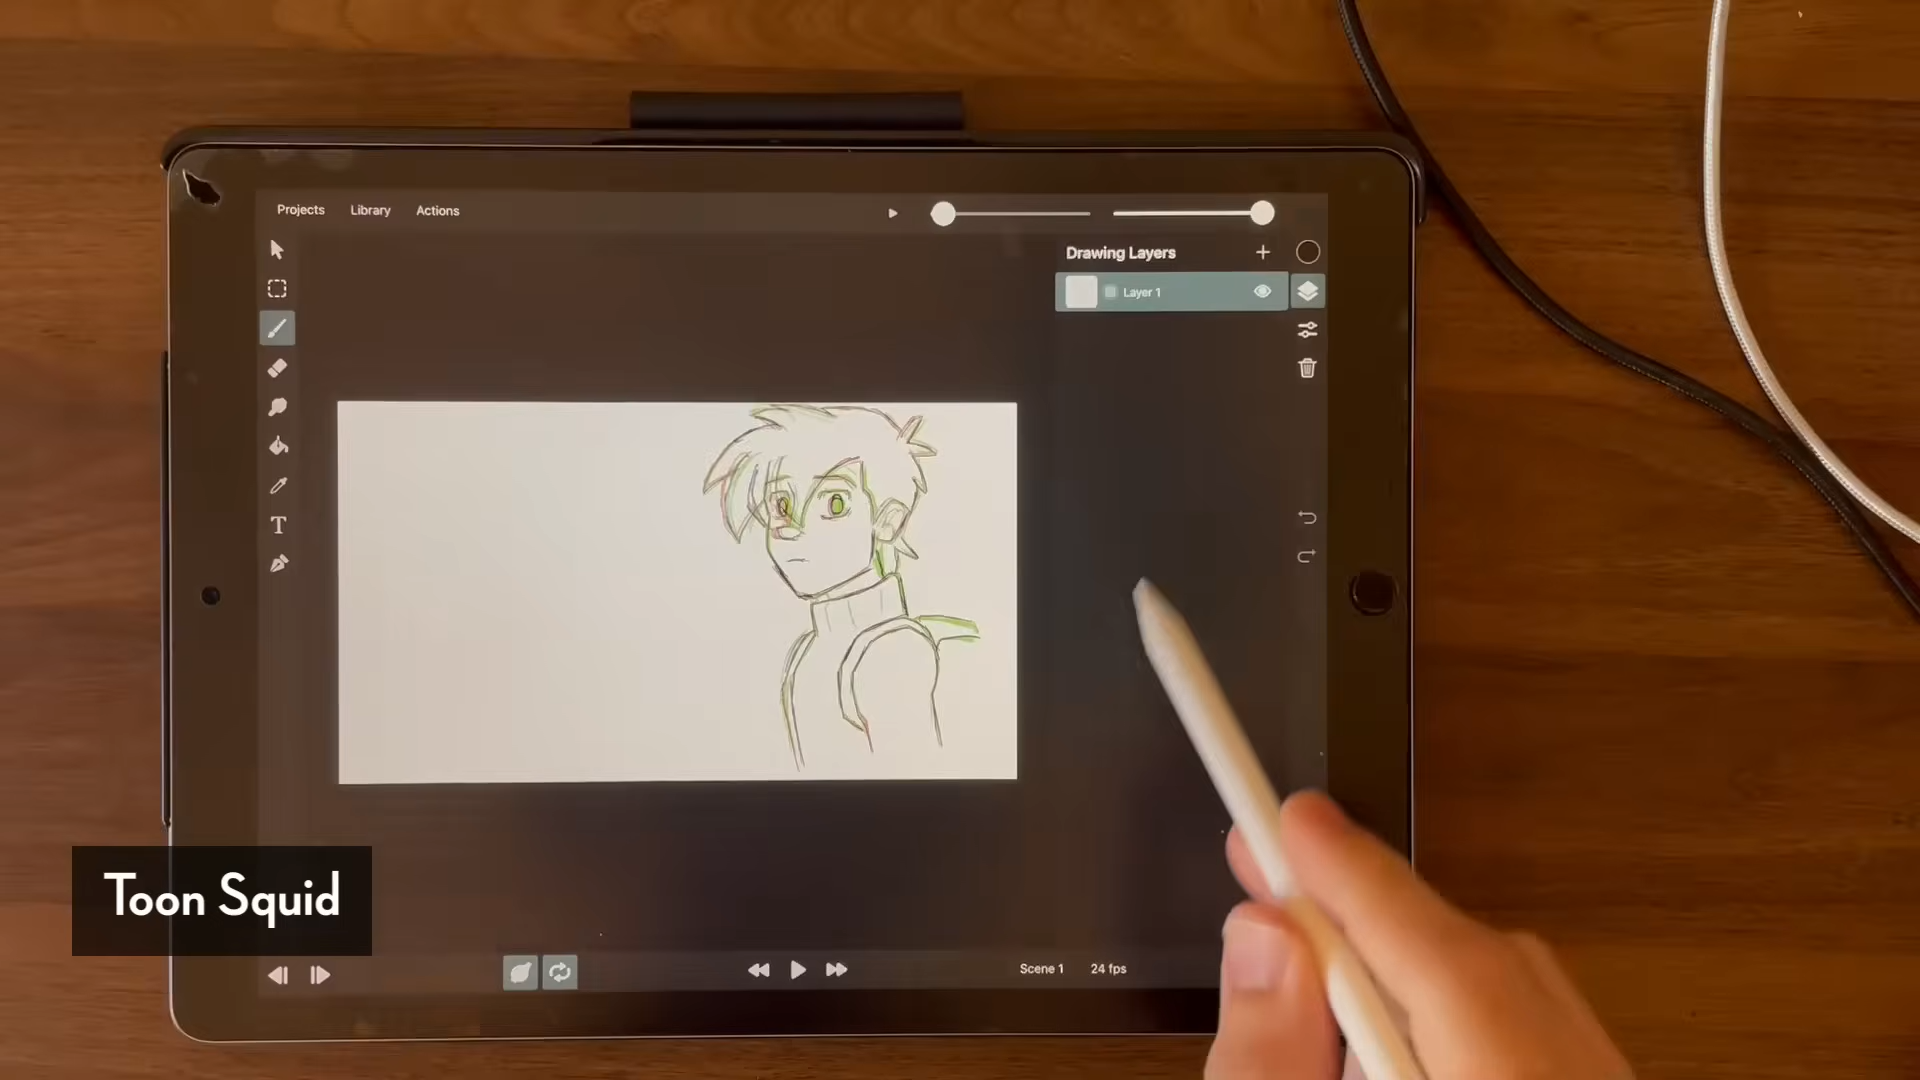 Projects
Library
Actions
Drawing Layers
Layer 1
T
Toon Squid
Scene 1
24 fps